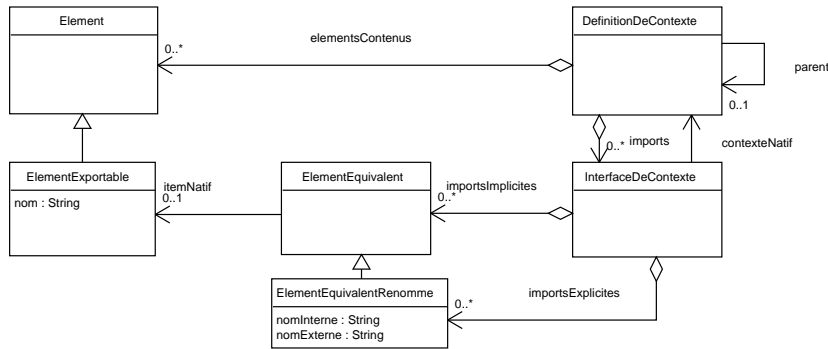 Element
DefinitionDeContexte
elementsContenus
0..*
parent
0..1
0..*
imports
contexteNatif
ElementExportable
nom : String
itemNatif
0..1
ElementEquivalent
importsImplicites
0..*
InterfaceDeContexte
ElementEquivalentRenomme
nomInterne : String
nomExterne : String
0..*
importsExplicites